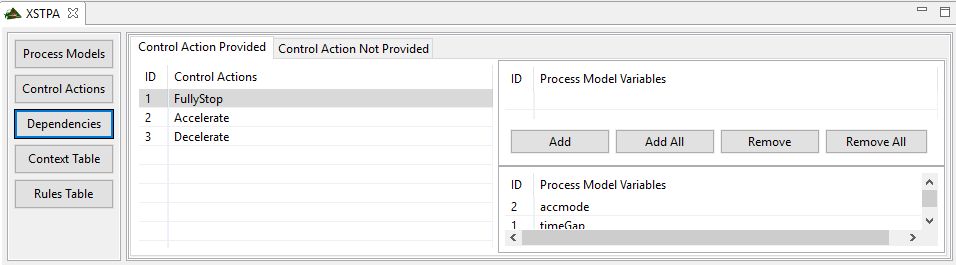 XSTPA
Process Models
Control Actions
Dependencies
Context Table
Rules Table
Control Action Provided
Control Action Not Provided
ID Control Actions
1 FullyStop
2 Accelerate
3 Decelerate
ID Process Model Variables
Add
Add All
Remove
Remove All
ID Process Model Variables
2 accmode
1 timeGap